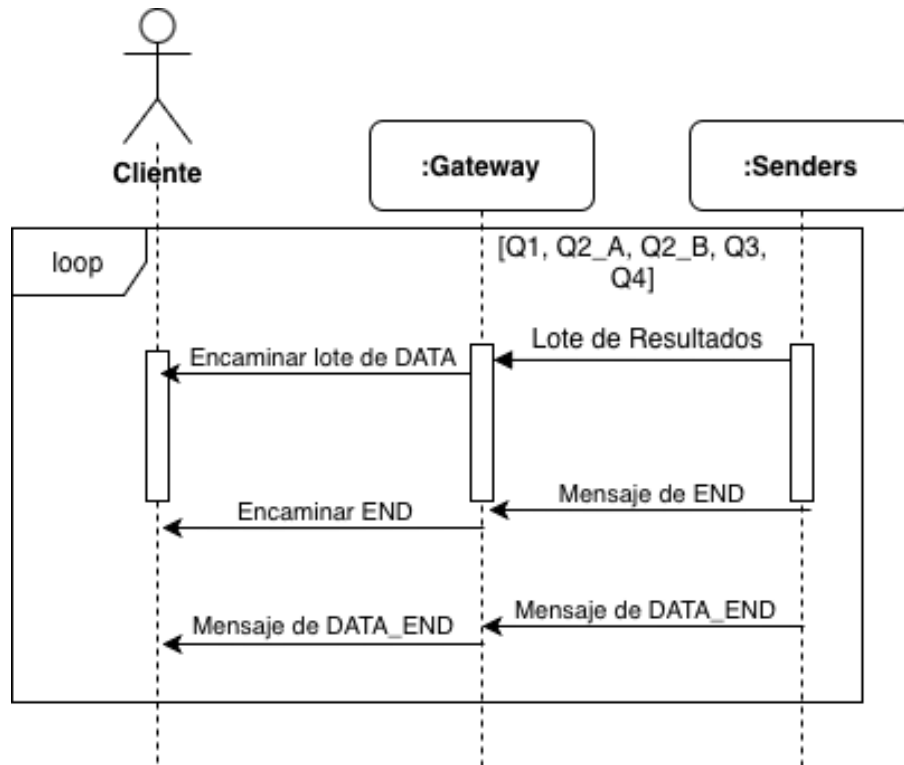 Cliente
:Gateway
:Senders
loop
[Q1, Q2_A, Q2_B, Q3,
Q4]
Lote de Resultados
Encaminar lote de DATA
Mensaje de END
Encaminar END
Mensaje de DATA_END
Mensaje de DATA_END